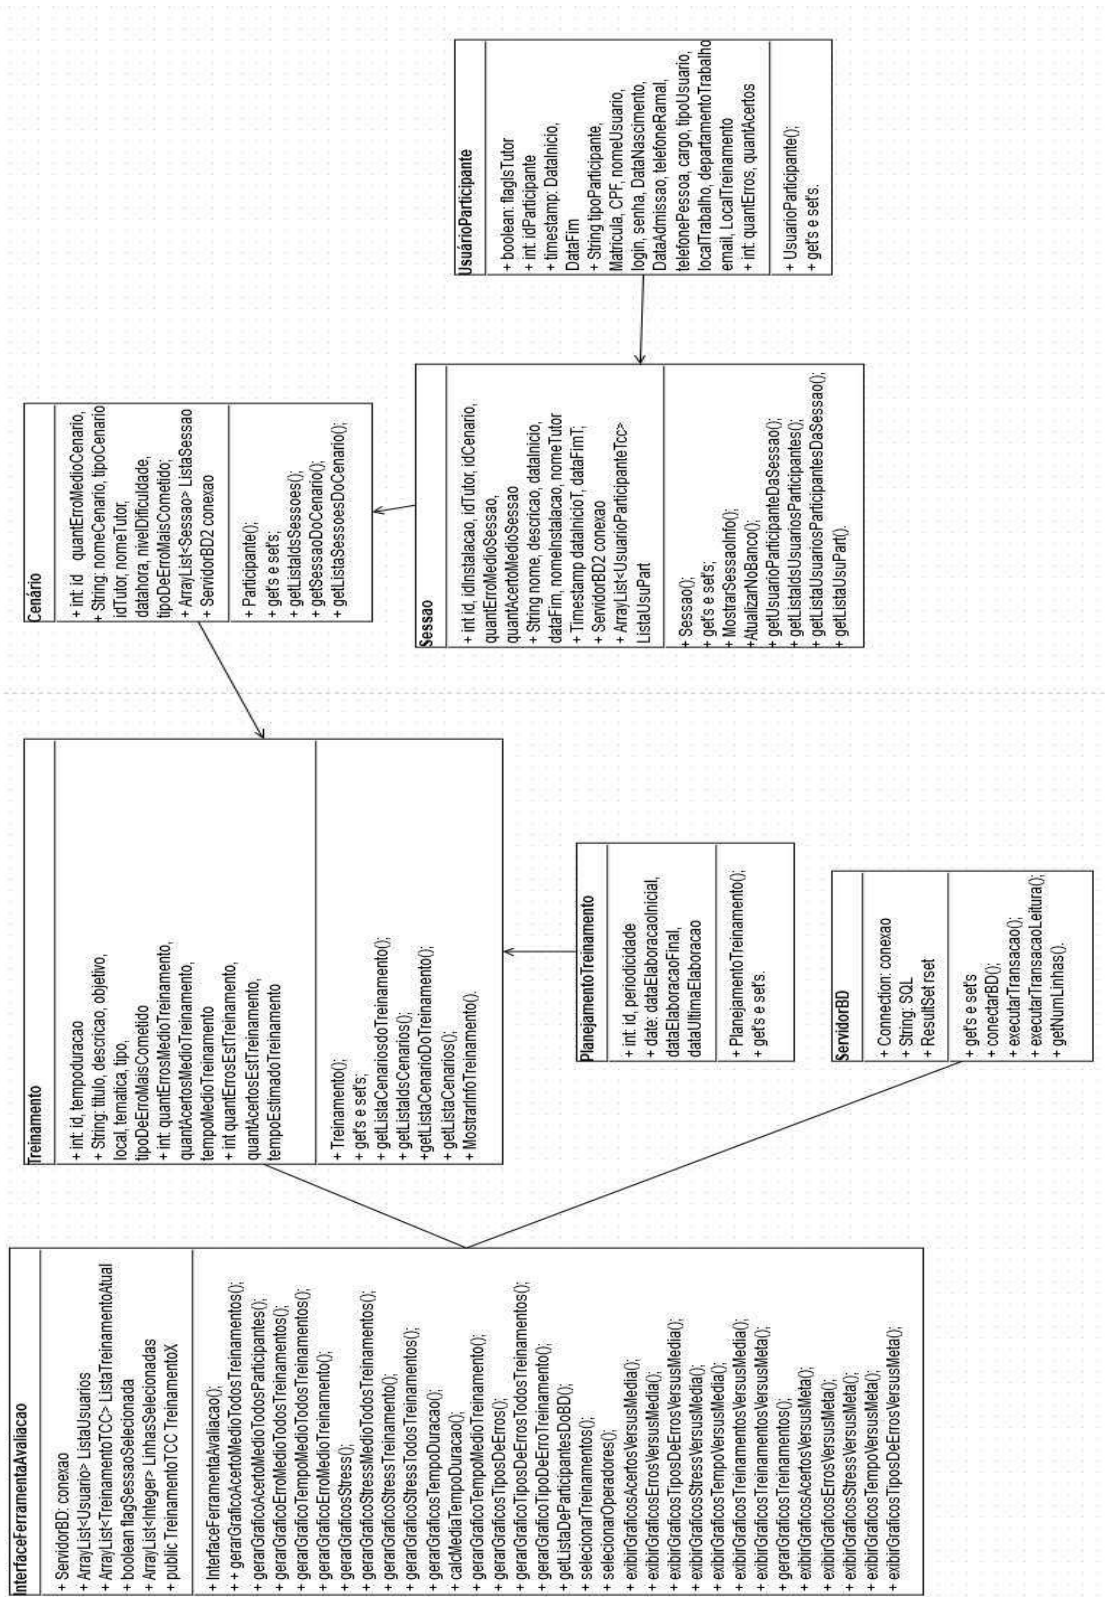 InterfaceFerramentaAvaliacao
+ ServidorBD: conexao
+ ArrayList<Usuario> ListaUsuarios
+ ArrayList<TreinamentoTCC> ListaTreinamentoAtual
+ boolean flagSessaoSelecionada
+ ArrayList<Integer> LinhasSelecionadas
+ public TreinamentoTCC TreinamentoX
+ InterfaceFerramentaAvaliacao();
+ + gerarGraficoAcertoMedioTodosTreinamentos();
+ gerarGraficoAcertoMedioTodosParticipantes();
+ gerarGraficoErroMedioTodosTreinamentos();
+ gerarGraficoTempoMedioTodosTreinamentos();
+ gerarGraficoErroMedioTreinamento();
+ gerarGraficosStress();
+ gerarGraficoStressMedioTodosTreinamentos();
+ gerarGraficoStressTreinamento();
+ gerarGraficoStressTodosTreinamentos();
+ gerarGraficosTempoDuracao();
+ calcMediaTempoDuracao();
+ gerarGraficoTempoMedioTreinamento();
+ gerarGraficosTiposDeErros();
+ gerarGraficoTiposDeErrosTodosTreinamentos();
+ gerarGraficoTipoDeErroTreinamento();
+ getListaDeParticipantesDoBD();
+ selecionarTreinamentos();
+ selecionarOperadores();
+ exibirGraficosAcertosVersusMedia();
+ exibirGraficosErrosVersusMedia();
+ exibirGraficosTiposDeErrosVersusMedia();
+ exibirGraficosStressVersusMedia();
+ exibirGraficosTempoVersusMedia();
+ exibirGraficosTreinamentosVersusMedia();
+ exibirGraficosTreinamentosVersusMeta();
+ gerarGraficosTreinamentos();
+ exibirGraficosAcertosVersusMeta();
+ exibirGraficosErrosVersusMeta();
+ exibirGraficosStressVersusMeta();
+ exibirGraficosTempoVersusMeta();
+ exibirGraficosTiposDeErrosVersusMeta();
Treinamento
+ int: id, tempoduracao
+ String: titulo, descricao, objetivo,
local, tematica, tipo,
tipoDeErroMaisCometido
+ int: quantErrosMedioTreinamento,
quantAcertosMedioTreinamento,
tempoMedioTreinamento
+ int quantErrosEstTreinamento,
quantAcertosEstTreinamento,
tempoEstimadoTreinamento
+ Treinamento();
+ get's e set's;
+ getListaCenariosdoTreinamento();
+ getListaIdsCenarios();
+getListaCenarioDoTreinamento();
+ getListaCenarios();
+ MostrarInfoTreinamento().
PlanejamentoTreinamento
+ int: id, periodicidade
+ date: dataElaboracaoInicial,
dataElaboracaoFinal,
dataUltimaElaboracao
+ PlanejamentoTreinamento();
+ get's e set's.
ServidorBD
+ Connection: conexao
+ String: SQL
+ ResultSet rset
+ get's e set's
+ conectarBD();
+ executarTransacao();
+ executarTransacaoLeitura();
+ getNumLinhas().
Cenário
+ int: id quantErroMedioCenario,
+ String: nomeCenario, tipoCenario
idTutor, nomeTutor,
datahora, nivelDificuldade,
tipoDeErroMaisCometido;
+ ArrayList<Sessao> ListaSessao
+ ServidorBD2 conexao
+ Participante();
+ get's e set's;
+ getListaIdsSessoes();
+ getSessaoDoCenario();
+ getListaSessoesDoCenario();
Sessao
+ int id, idInstalacao, idTutor, idCenario,
quantErroMedioSessao,
quantAcertoMedioSessao
+ String nome, descricao, dataInicio,
dataFim, nomeInstalacao, nomeTutor
+ Timestamp dataInicioT, dataFimT;
+ ServidorBD2 conexao
+ ArrayList<UsuarioParticipanteTcc>
ListaUsuPart
+ Sessao();
+ get's e set's;
+ MostrarSessaoInfo();
+AtualizarNoBanco();
+ getUsuarioParticipanteDaSessao();
+ getListaIdsUsuariosParticipantes();
+ getListaUsuariosParticipantesDaSessao();
+ getListaUsuPart().
UsuárioParticipante
+ boolean: flagIsTutor
+ int: idParticipante
+ timestamp: DataInicio,
DataFim
+ String tipoParticipante,
Matricula, CPF, nomeUsuario,
login, senha, DataNascimento,
DataAdmissao, telefoneRamal,
telefonePessoa, cargo, tipoUsuario,
localTrabalho, departamentoTrabalho
email, LocalTreinamento
+ int: quantErros, quantAcertos
+ UsuarioParticipante();
+ get's e set's.